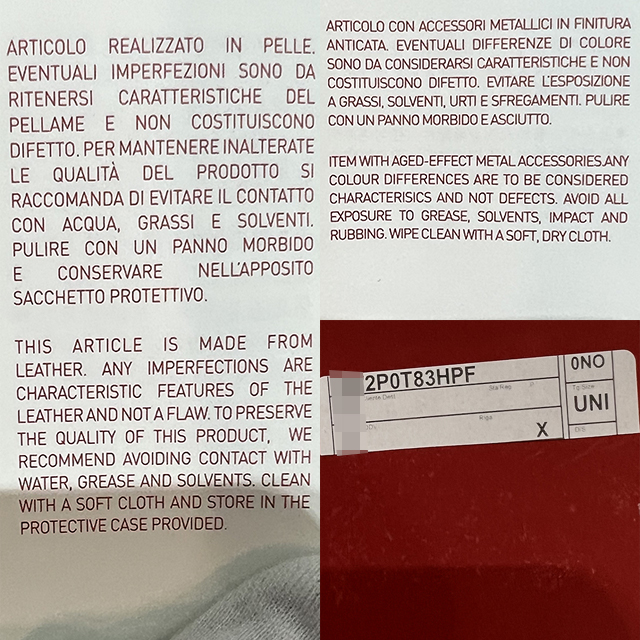 ARTICOLO REALIZZATO IN PELLE.
EVENTUALI IMPERFEZIONI SONO DA
RITENERSI CARATTERISTICHE DEL
PELLAME E NON COSTITUISCONO
DIFETTO. PER MANTENERE INALTERATE
LE QUALITÀ DEL PRODOTTO SI
RACCOMANDA DI EVITARE IL CONTATTO
CON ACQUA, GRASSI E SOLVENTI.
PULIRE CON UN PANNO MORBIDO
E CONSERVARE NELL'APPOSITO
SACCHETTO PROTETTIVO.
THIS ARTICLE IS MADE FROM
LEATHER. ANY IMPERFECTIONS ARE
CHARACTERISTIC FEATURES OF THE
LEATHER AND NOT A FLAW. TO PRESERVE
THE QUALITY OF THIS PRODUCT, WE
RECOMMEND AVOIDING CONTACT WITH
WATER, GREASE AND SOLVENTS. CLEAN
WITH A SOFT CLOTH AND STORE IN THE
PROTECTIVE CASE PROVIDED.
ARTICOLO CON ACCESSORI METALLICI IN FINITURA
ANTICATA. EVENTUALI DIFFERENZE DI COLORE
SONO DA CONSIDERARSI CARATTERISTICHE E NON
COSTITUISCONO DIFETTO. EVITARE L'ESPOSIZIONE
A GRASSI, SOLVENTI, URTI E SFREGAMENTI. PULIRE
CON UN PANNO MORBIDO E ASCIUTTO.
ITEM WITH AGED-EFFECT METAL ACCESSORIES.ANY
COLOUR DIFFERENCES ARE TO BE CONSIDERED
CHARACTERISICS AND NOT DEFECTS. AVOID ALL
EXPOSURE TO GREASE, SOLVENTS, IMPACT AND
RUBBING. WIPE CLEAN WITH A SOFT, DRY CLOTH.
2P0T83HPF
0NO
Sta Rag
Tg Size
UNI
Riga
X